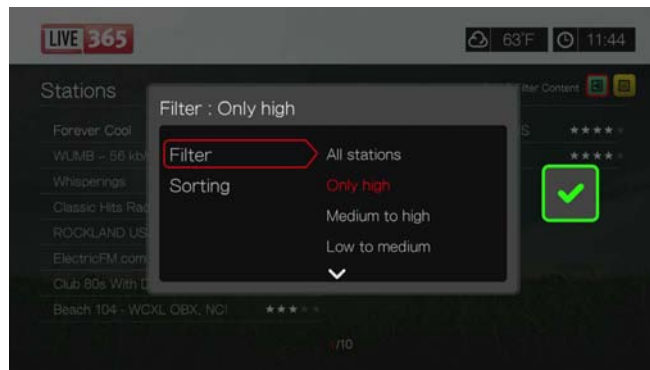 LIVE 365
63°F 11:44
Stations
Filter Content
Filter : Only high
Forever Cool
WUMB - 56 kb
Whisperings
Classic Hits Rad
ROCKLAND US
ElectricFM.com
Club 80s With
Beach 104 - WCXL OBX, NCI
Filter
Sorting
All stations
Only high
Medium to high
Low to medium
/10